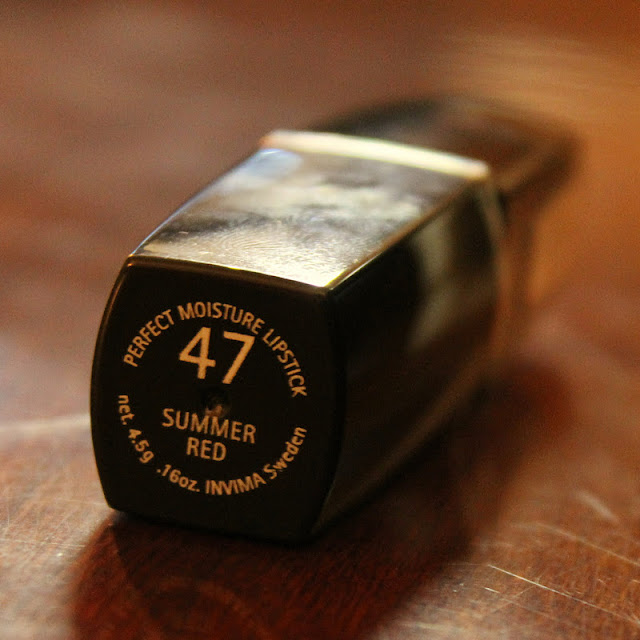 PERFECT MOISTURE LIPSTICK
47
SUMMER
RED
net. 4.5g .16oz. INVIMA Sweden